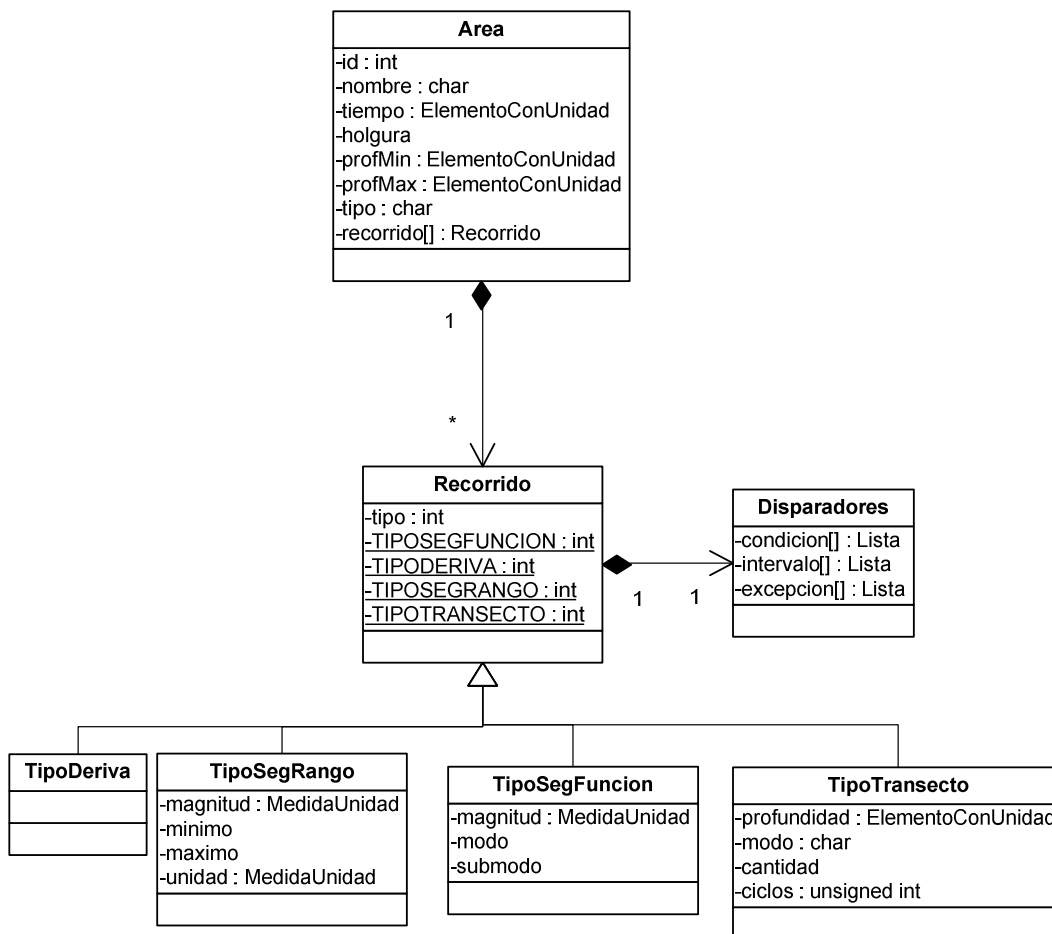 Area
-id : int
-nombre : char
-tiempo : ElementoConUnidad
-holgura
-profMin : ElementoConUnidad
-profMax : ElementoConUnidad
-tipo : char
-recorrido[] : Recorrido
1
*
Recorrido
-tipo : int
-TIPOSEGFUNCION : int
-TIPODERIVA : int
-TIPOSEGRANGO : int
-TIPOTRANSECTO : int
1
1
Disparadores
-condicion[] : Lista
-intervalo[] : Lista
-excepcion[] : Lista
TipoDeriva
TipoSegRango
-magnitud : MedidaUnidad
-minimo
-maximo
-unidad : MedidaUnidad
TipoSegFuncion
-magnitud : MedidaUnidad
-modo
-submodo
TipoTransecto
-profundidad : ElementoConUnidad
-modo : char
-cantidad
-ciclos : unsigned int